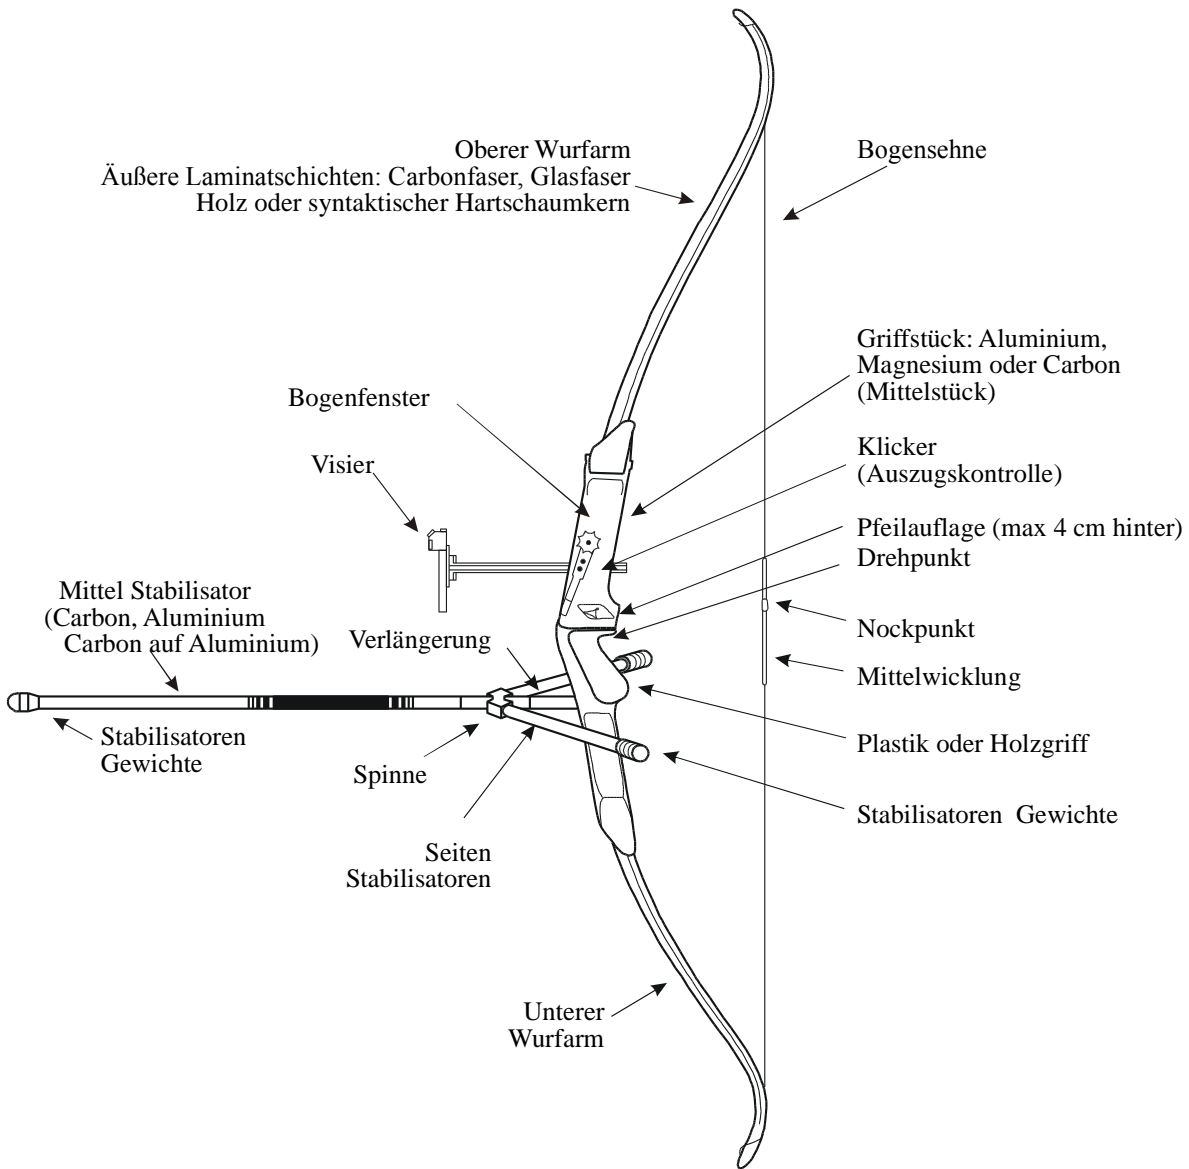 Oberer Wurfarm
Äußere Laminatschichten: Carbonfaser, Glasfaser
Holz oder syntaktischer Hartschaumkern
Bogensehne
Griffstück: Aluminium,
Magnesium oder Carbon
(Mittelstück)
Bogenfenster
Klicker
(Auszugskontrolle)
Visier
Pfeilauflage (max 4 cm hinter)
Drehpunkt
Mittel Stabilisator
(Carbon, Aluminium
Carbon auf Aluminium)
Verlängerung
Nockpunkt
Mittelwicklung
Stabilisatoren
Gewichte
Spinne
Plastik oder Holzgriff
Stabilisatoren  Gewichte
Seiten
Stabilisatoren
Unterer
Wurfarm